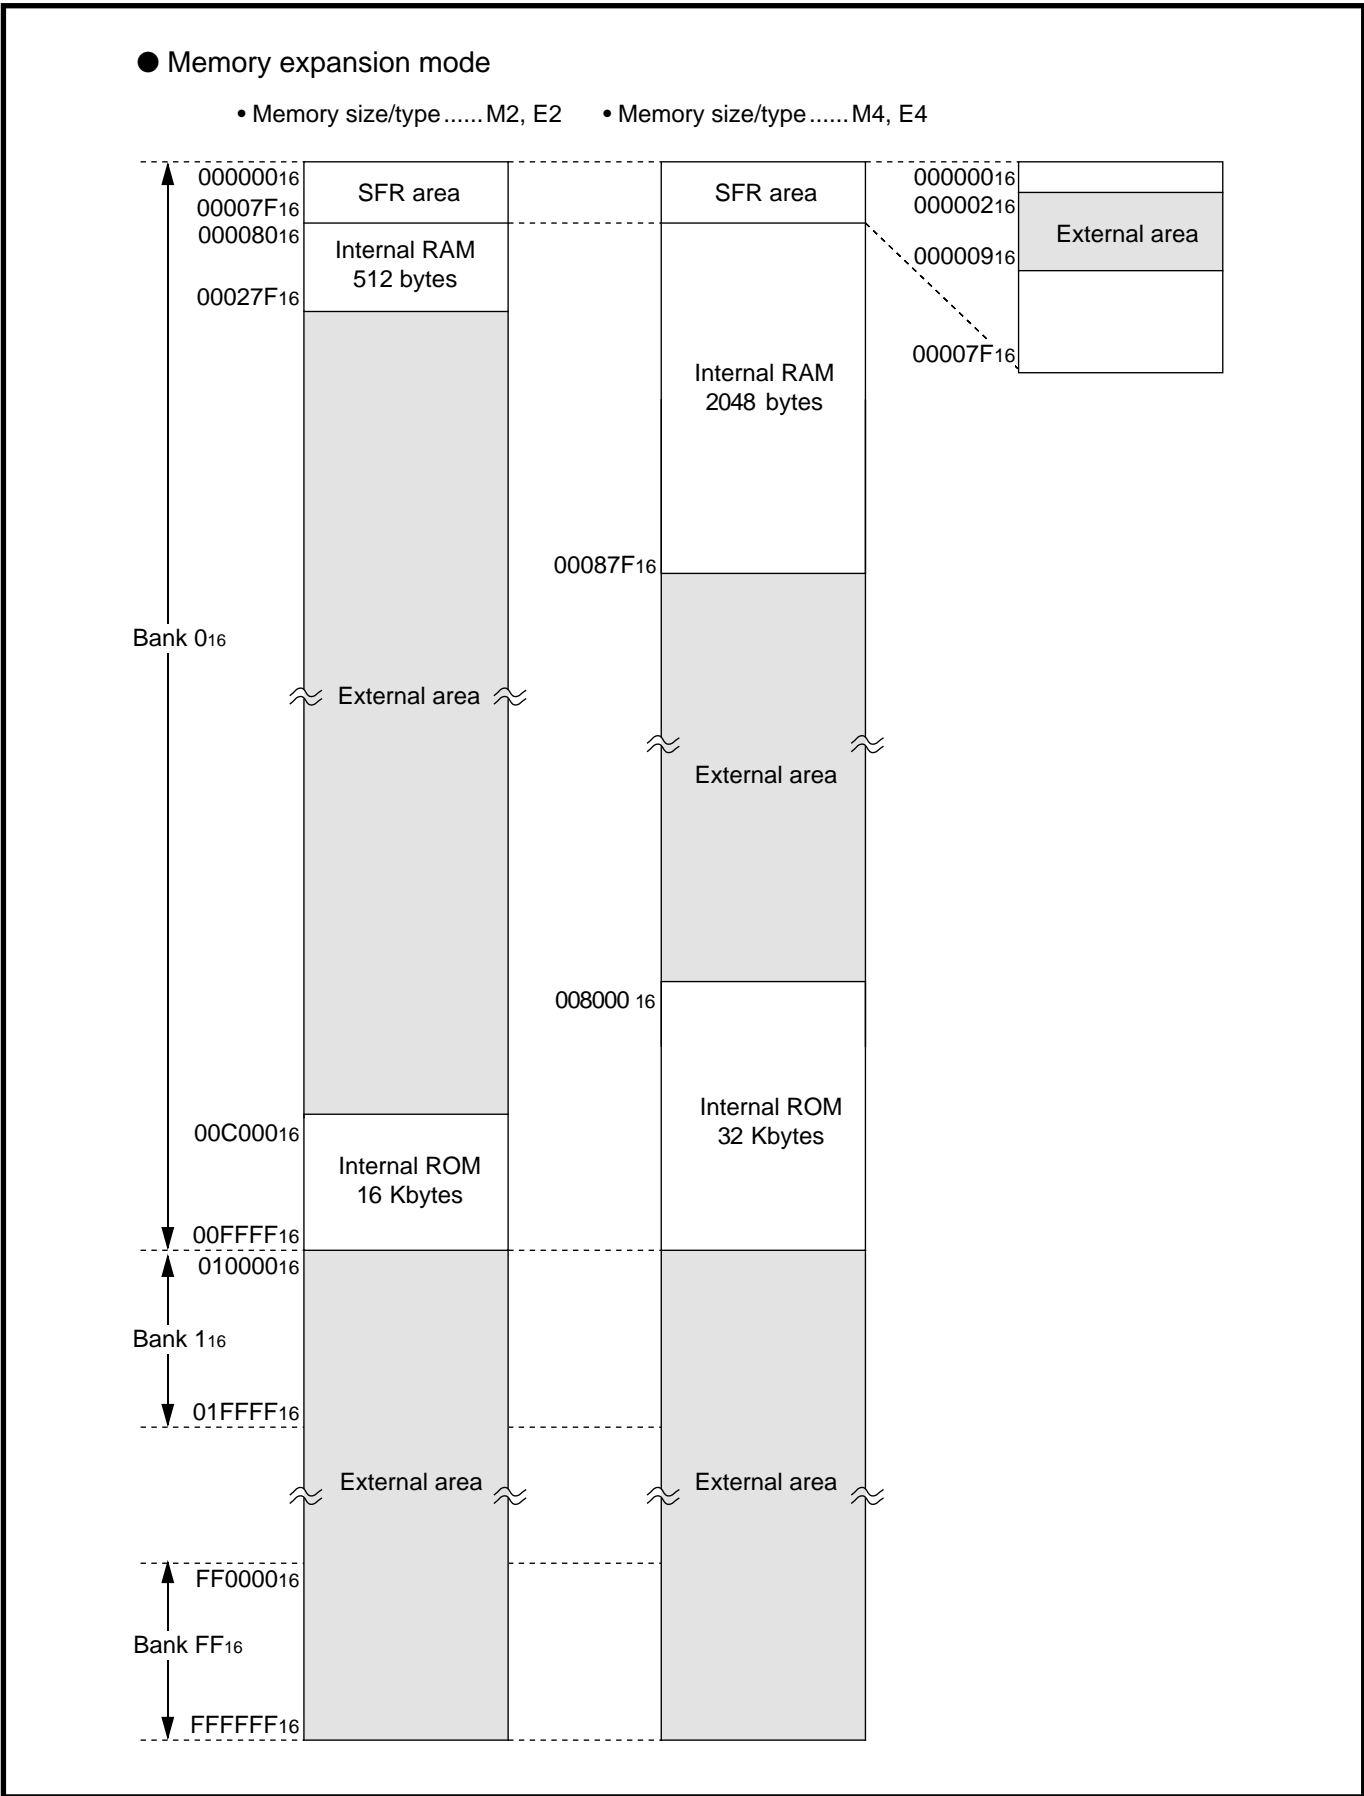 ● Memory expansion mode
• Memory size/type ...... M2, E2 • Memory size/type ...... M4, E4
000000₁₆
00007F₁₆
000080₁₆
00027F₁₆
SFR area
Internal RAM
512 bytes
SFR area
Internal RAM
2048 bytes
000000₁₆
000002₁₆
000009₁₆
00007F₁₆
External area
00087F₁₆
Bank 0₁₆
External area
External area
008000 ₁₆
00C000₁₆
Internal ROM
16 Kbytes
Internal ROM
32 Kbytes
00FFFF₁₆
010000₁₆
Bank 1₁₆
01FFFF₁₆
External area
External area
FF0000₁₆
Bank FF₁₆
FFFFFF₁₆